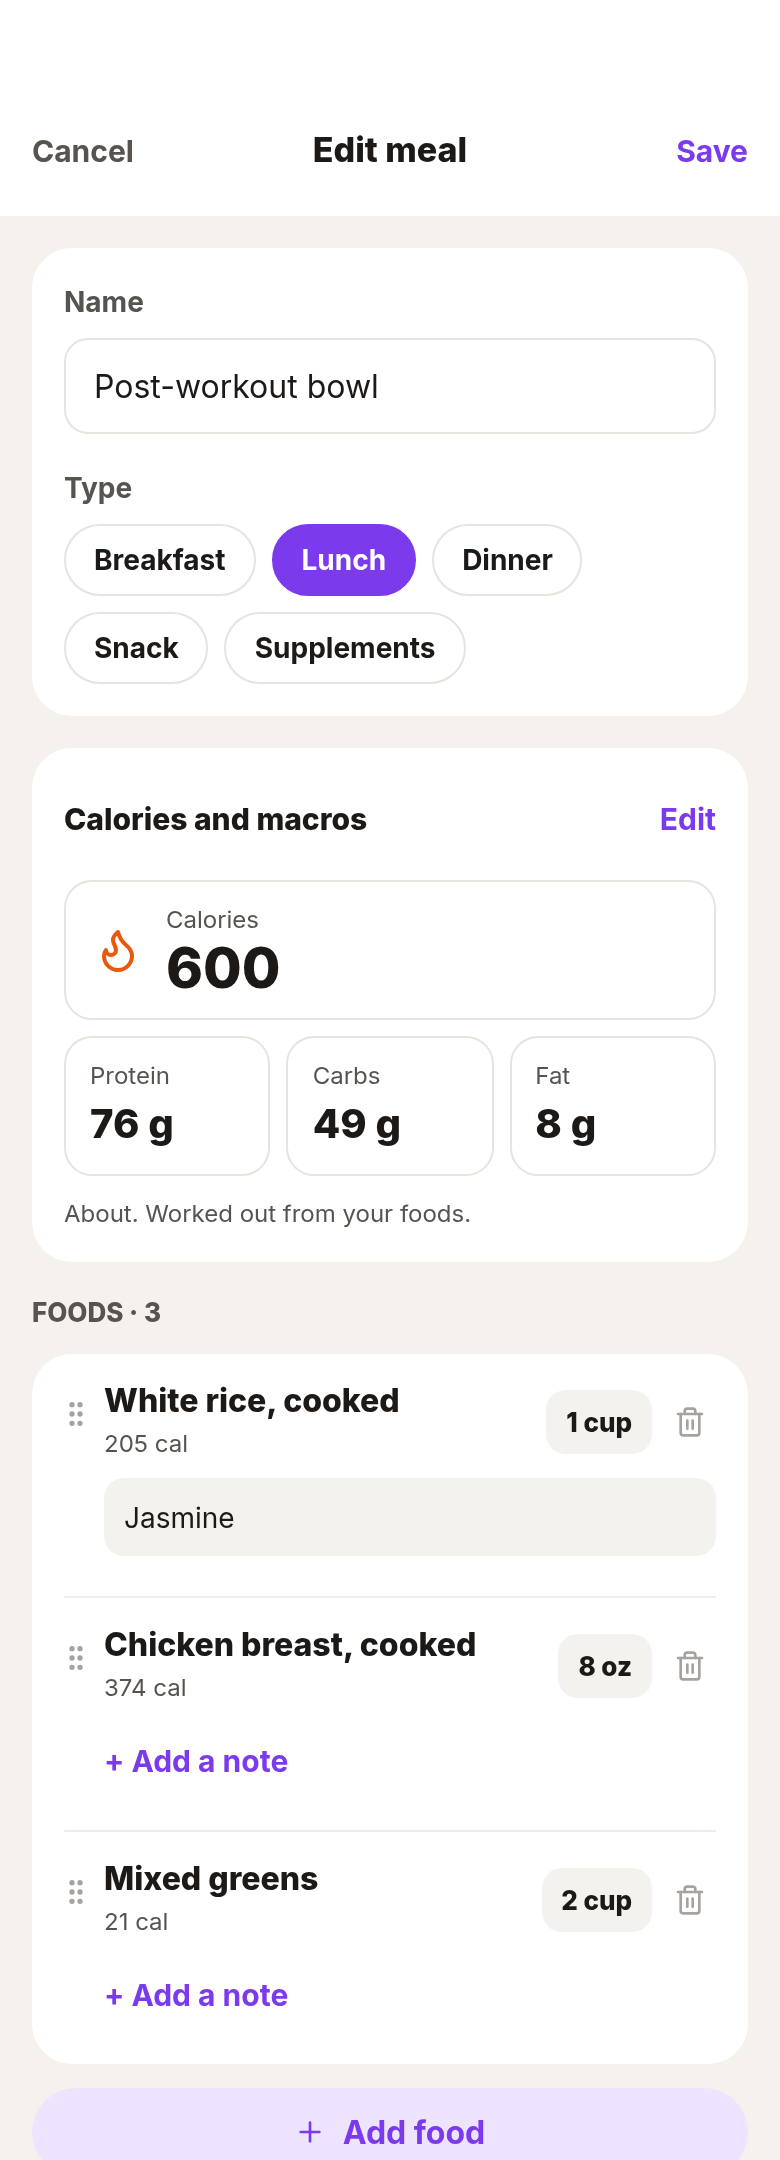 Cancel Edit meal Save
Name
Post-workout bowl
Type
Breakfast Lunch Dinner
Snack Supplements
Calories and macros Edit
Calories
600
Protein Carbs Fat
76 g 49 g 8 g
About. Worked out from your foods.
FOODS · 3
White rice, cooked
205 cal
1 cup
Jasmine
Chicken breast, cooked
374 cal
8 oz
+ Add a note
Mixed greens
21 cal
2 cup
+ Add a note
+ Add food